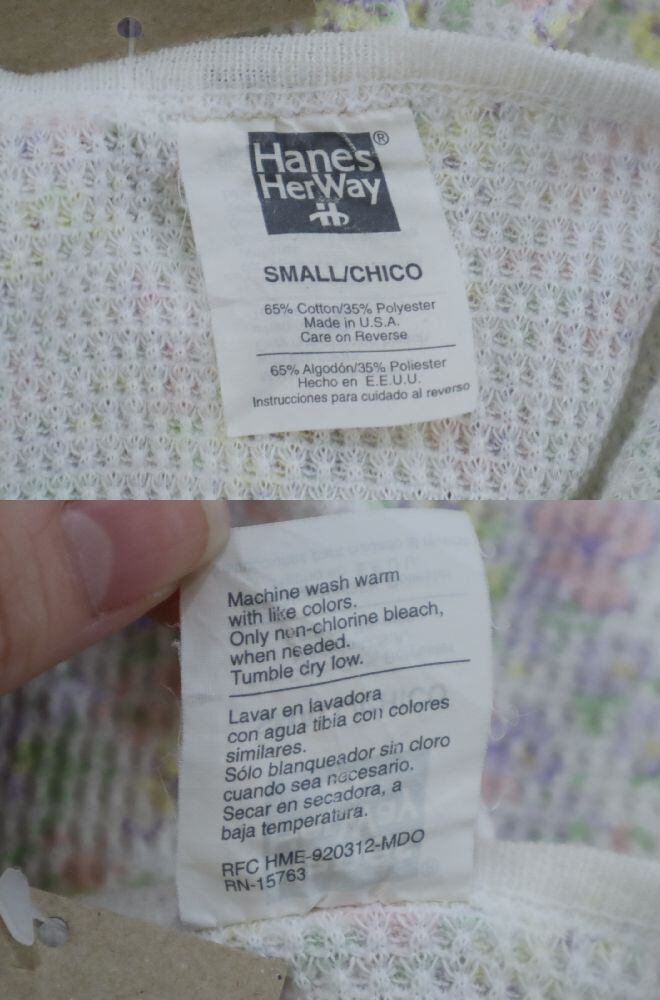 Hanes®
HerWay
SMALL/CHICO
65% Cotton/35% Polyester
Made in U.S.A.
Care on Reverse
65% Algodón/35% Poliester
Hecho en E.E.U.U.
Instrucciones para cuidado al reverso
Machine wash warm
with like colors.
Only non-chlorine bleach,
when needed.
Tumble dry low.
Lavar en lavadora
con agua tibia con colores
similares.
Sólo blanqueador sin cloro
cuando sea necesario.
Secar en secadora, a
baja temperatura.
RFC HME-920312-MDO
RN-15763